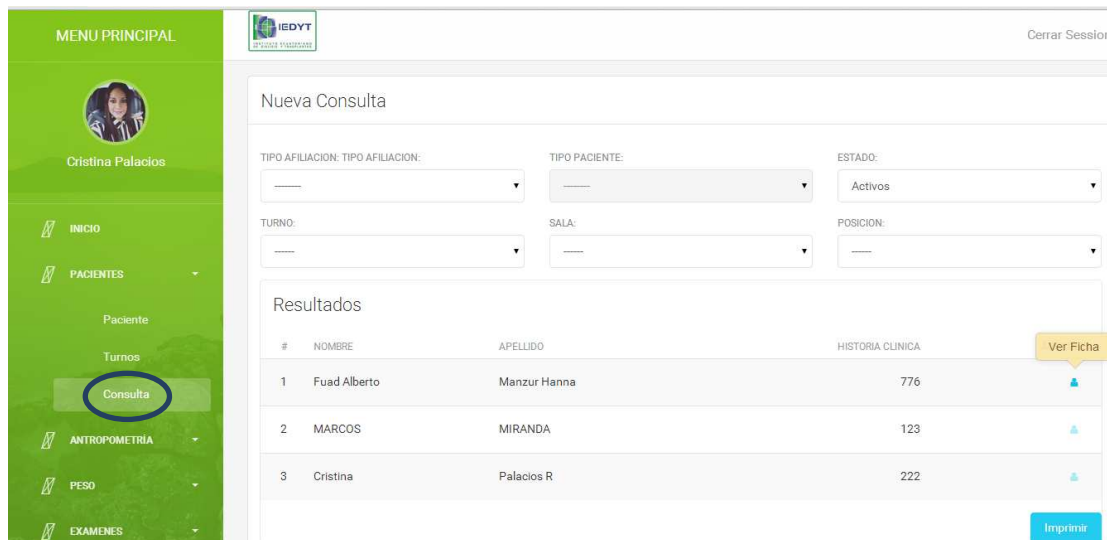 MENU PRINCIPAL
IEDYT
Cerrar Session
Cristina Palacios
INICIO
PACIENTES
Paciente
Turnos
Consulta
ANTROPOMETRÍA
PESO
EXAMENES
Nueva Consulta
TIPO AFILIACION: TIPO AFILIACION: TIPO PACIENTE: ESTADO:
------- ------- Activos
TURNO: SALA: POSICION:
------ ------ ------
Resultados
# NOMBRE APELLIDO HISTORIA CLINICA Ver Ficha
1 Fuad Alberto Manzur Hanna 776
2 MARCOS MIRANDA 123
3 Cristina Palacios R 222
Imprimir